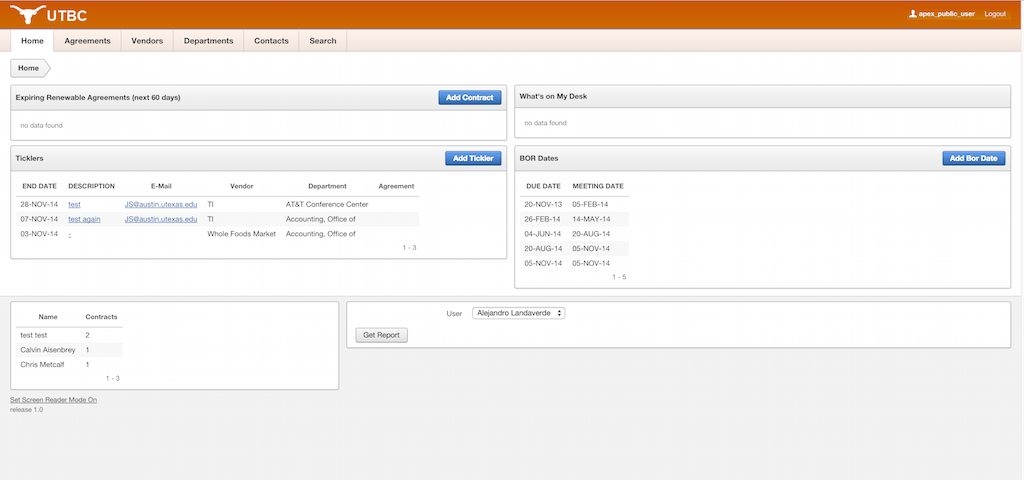 UTBC
apex_public_user Logout
Home Agreements Vendors Departments Contacts Search
Home
Expiring Renewable Agreements (next 60 days) Add Contract
no data found
What's on My Desk
no data found
Ticklers Add Tickler
END DATE DESCRIPTION E-Mail Vendor Department Agreement
28-NOV-14 test JS@austin.utexas.edu TI AT&T Conference Center
07-NOV-14 test again JS@austin.utexas.edu TI Accounting, Office of
03-NOV-14 - Whole Foods Market Accounting, Office of
1 - 3
BOR Dates Add Bor Date
DUE DATE MEETING DATE
20-NOV-13 05-FEB-14
26-FEB-14 14-MAY-14
04-JUN-14 20-AUG-14
20-AUG-14 05-NOV-14
05-NOV-14 05-NOV-14
1 - 5
Name Contracts
test test 2
Calvin Aisenbrey 1
Chris Metcalf 1
1 - 3
User Alejandro Landaverde
Get Report
Set Screen Reader Mode On
release 1.0